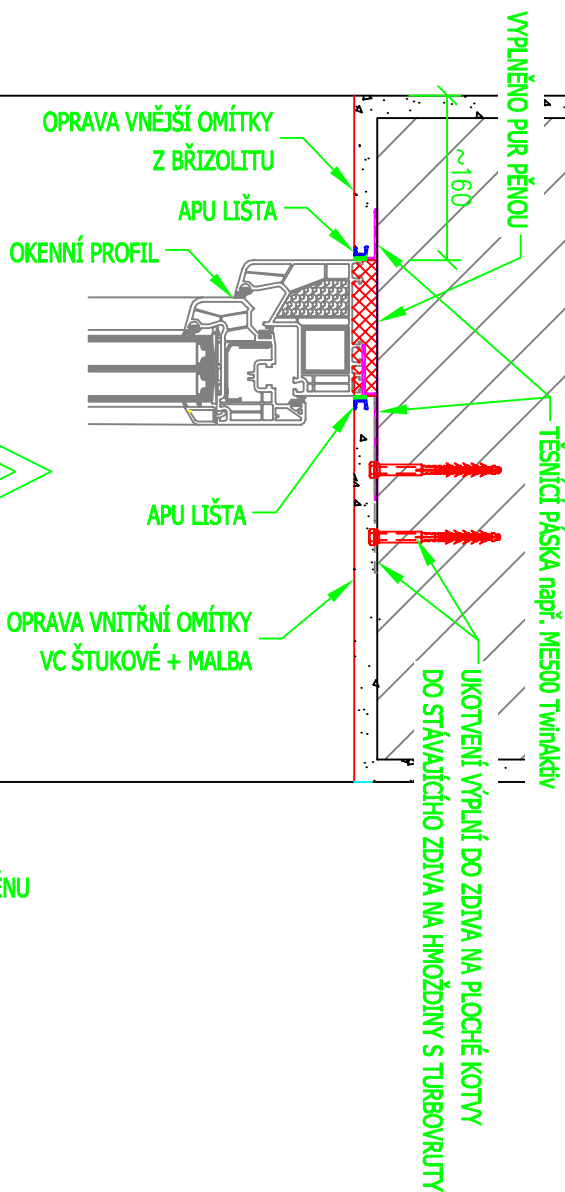 VYPLNĚNO PUR PĚNOU
~160
OPRAVA VNĚJŠÍ OMÍTKY
Z BŘIZOLITU
APU LIŠTA
OKENNÍ PROFIL
TĚSNÍCÍ PÁSKA např. ME500 TwinAktiv
APU LIŠTA
OPRAVA VNITŘNÍ OMÍTKY
VC ŠTUKOVÉ + MALBA
UKOTVENÍ VÝPLNÍ DO ZDIVA NA PLOCHÉ KOTVY
DO STÁVAJÍCÍHO ZDIVA NA HMOŽDINY S TURBOVRUTY
ĚNU